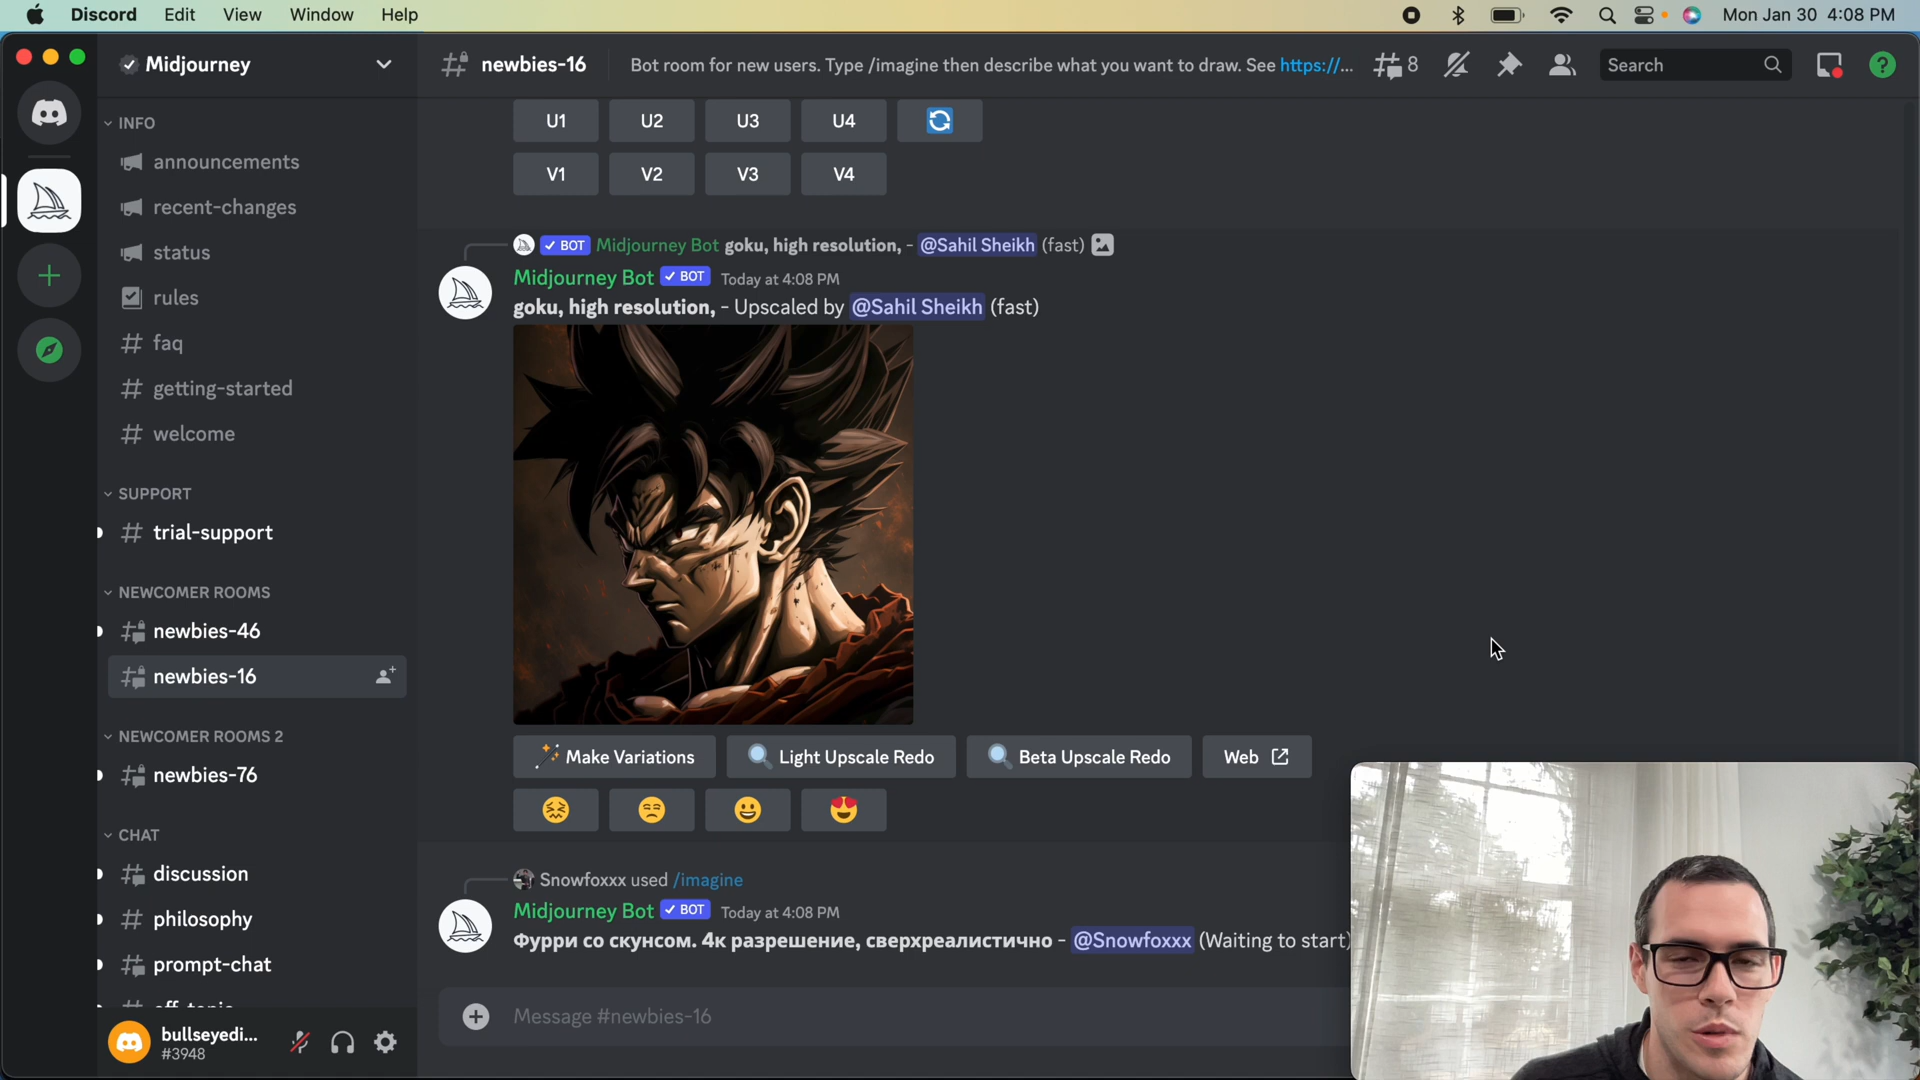 Discord Edit View Window Help Mon Jan 30 4:08 PM
Midjourney
newbies-16 Bot room for new users. Type /imagine then describe what you want to draw. See https://... 8 Search
INFO
announcements
recent-changes
status
rules
faq
getting-started
welcome
SUPPORT
trial-support
NEWCOMER ROOMS
newbies-46
newbies-16
NEWCOMER ROOMS 2
newbies-76
CHAT
discussion
philosophy
prompt-chat
bullseyedi...
#3948
U1 U2 U3 U4
V1 V2 V3 V4
BOT Midjourney Bot goku, high resolution, - @Sahil Sheikh (fast)
Midjourney Bot BOT Today at 4:08 PM
goku, high resolution, - Upscaled by @Sahil Sheikh (fast)
Make Variations Light Upscale Redo Beta Upscale Redo Web
Snowfoxxx used /imagine
Midjourney Bot BOT Today at 4:08 PM
Фурри со скунсом. 4к разрешение, сверхреалистично - @Snowfoxxx (Waiting to start)
Message #newbies-16